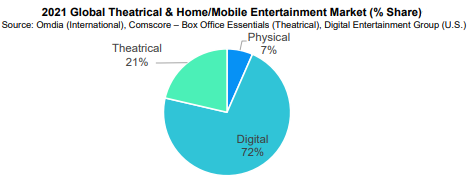 2021 Global Theatrical & Home/Mobile Entertainment Market (% Share)
Source: Omdia (International), Comscore – Box Office Essentials (Theatrical), Digital Entertainment Group (U.S.)
Physical
7%
Theatrical
21%
Digital
72%